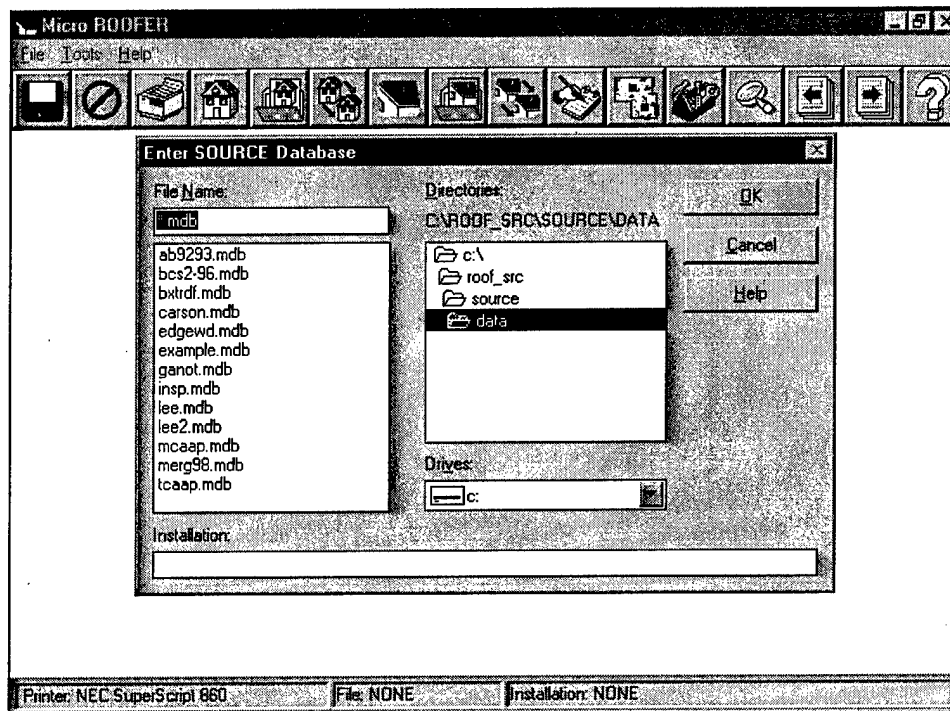 Micro ROOFER
File Tools Help
Enter SOURCE Database
File Name:
*.mdb
ab9293.mdb
bcs2-96.mdb
bxtrdf.mdb
carson.mdb
edgewd.mdb
example.mdb
ganot.mdb
insp.mdb
lee.mdb
lee2.mdb
mcaap.mdb
merg98.mdb
tcaap.mdb
Directories:
C:\ROOF_SRC\SOURCE\DATA
c:\
roof_src
source
data
Drives:
c:
OK
Cancel
Help
Installation:
Printer: NEC SuperScript 860
File: NONE
Installation: NONE